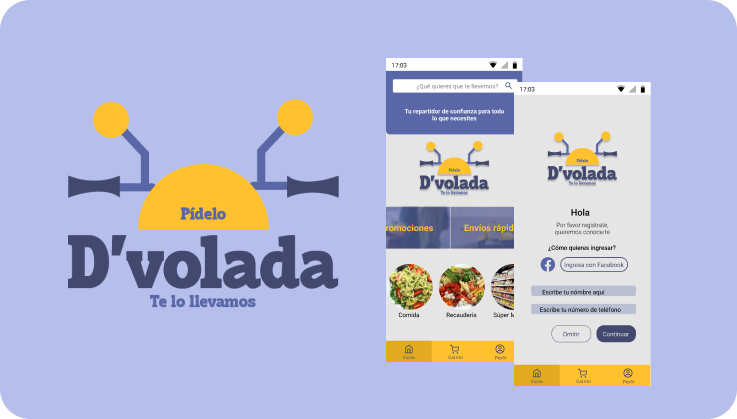 Pídelo
D'volada
Te lo llevamos
17:03
¿Qué quieres que te llevemos?
Tu repartidor de confianza para todo
lo que necesites
Pídelo
D'volada
Te lo llevamos
romociones
Envíos rápid
Comida
Recaudería
Súper M
Inicio
Carrito
Perfil
17:03
Pídelo
D'volada
Te lo llevamos
Hola
Por favor registrate,
queremos conocerte
¿Cómo quieres ingresar?
Ingresa con Facebook
Escribe tu nómbre aquí
Escribe tu número de teléfono
Omitir
Continuar
Inicio
Carrito
Perfil